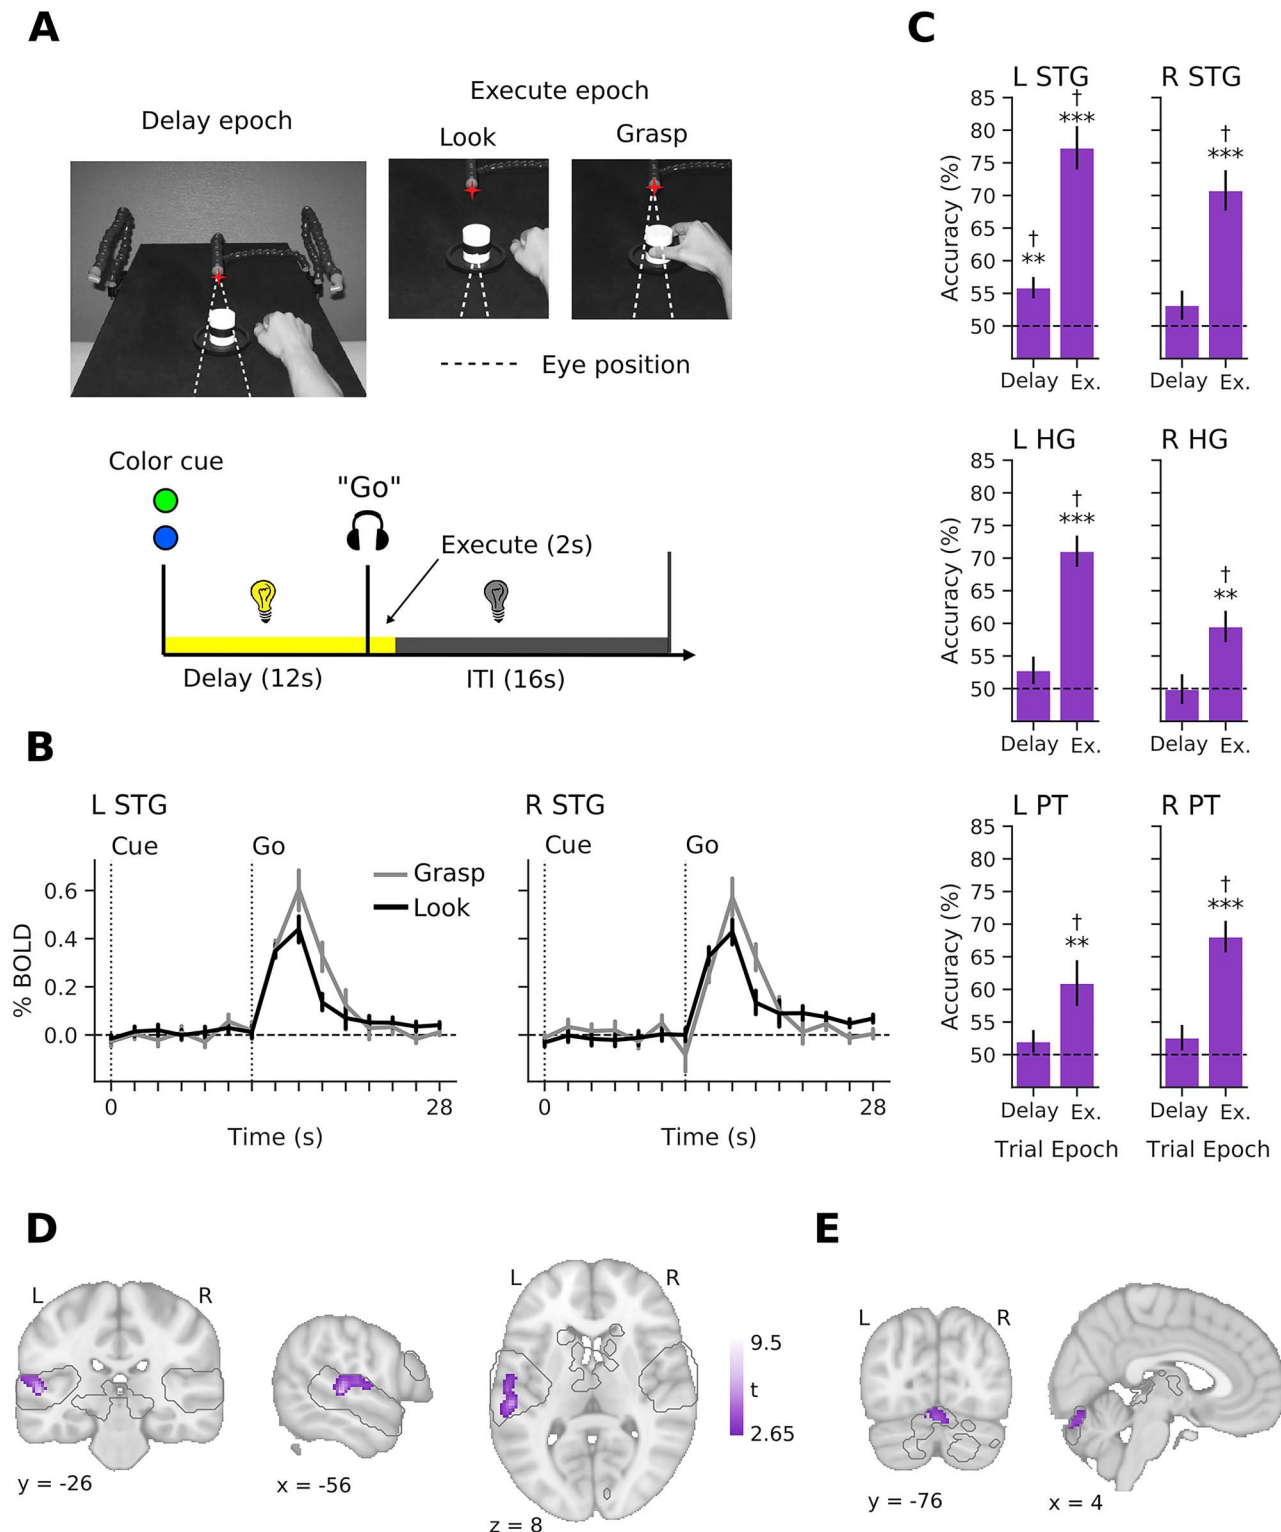 A
Delay epoch
Execute epoch
Look
Grasp
Eye position
Color cue
"Go"
Execute (2s)
Delay (12s)
ITI (16s)
B
L STG
R STG
Cue
Go
Grasp
Look
Cue
Go
% BOLD
0.6
0.4
0.2
0.0
0
28
0
28
Time (s)
Time (s)
C
L STG
R STG
Accuracy (%)
85
80
75
70
65
60
55
50
†
**
†
***
†
***
Delay
Ex.
Delay
Ex.
L HG
R HG
Accuracy (%)
85
80
75
70
65
60
55
50
†
***
†
**
Delay
Ex.
Delay
Ex.
L PT
R PT
Accuracy (%)
85
80
75
70
65
60
55
50
†
**
†
***
Delay
Ex.
Delay
Ex.
Trial Epoch
Trial Epoch
D
L
R
y = -26
x = -56
L
R
z = 8
9.5
t
2.65
E
L
R
y = -76
x = 4